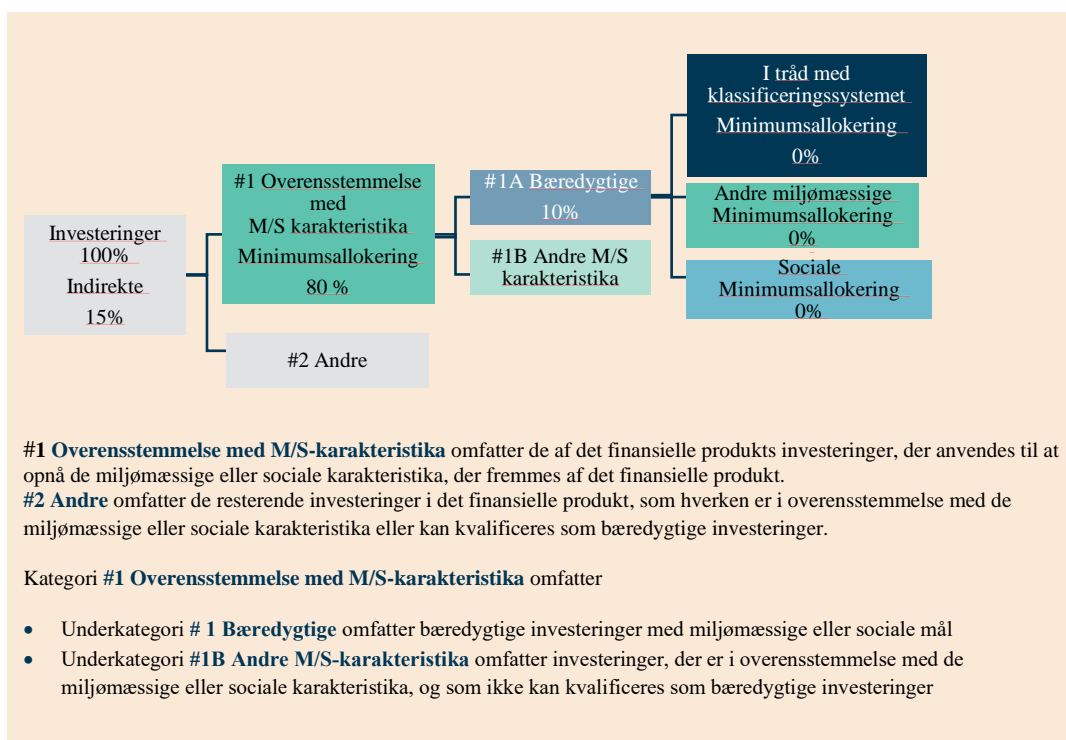 Investeringer
100%
Indirekte
15%
#1 Overensstemmelse
med
M/S karakteristika
Minimumsallokering
80 %
#2 Andre
#1A Bæredygtige
10%
#1B Andre M/S
karakteristika
I tråd med
klassificeringssystemet
Minimumsallokering
0%
Andre miljømæssige
Minimumsallokering
0%
Sociale
Minimumsallokering
0%
#1 Overensstemmelse med M/S-karakteristika omfatter de af det finansielle produkts investeringer, der anvendes til at
opnå de miljømæssige eller sociale karakteristika, der fremmes af det finansielle produkt.
#2 Andre omfatter de resterende investeringer i det finansielle produkt, som hverken er i overensstemmelse med de
miljømæssige eller sociale karakteristika eller kan kvalificeres som bæredygtige investeringer.
Kategori #1 Overensstemmelse med M/S-karakteristika omfatter
• Underkategori # 1 Bæredygtige omfatter bæredygtige investeringer med miljømæssige eller sociale mål
• Underkategori #1B Andre M/S-karakteristika omfatter investeringer, der er i overensstemmelse med de
miljømæssige eller sociale karakteristika, og som ikke kan kvalificeres som bæredygtige investeringer